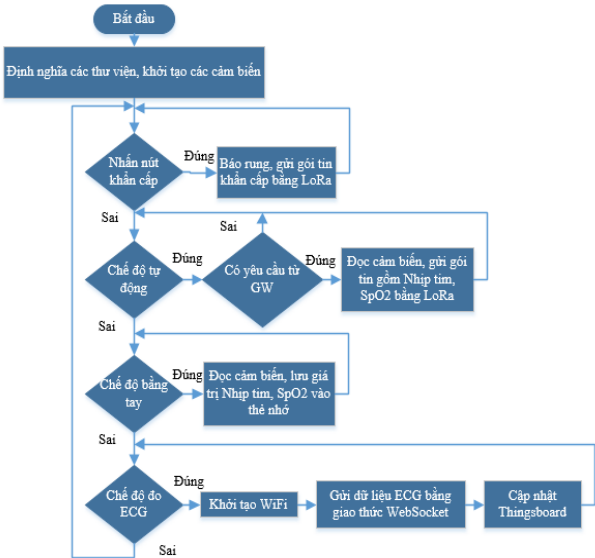 Bắt đầu
Định nghĩa các thư viện, khởi tạo các cảm biến
Nhấn nút
khẩn cấp
Đúng
Báo rung, gửi gói tin
khẩn cấp bằng LoRa
Sai
Chế độ tự
động
Đúng
Sai
Có yêu cầu từ
GW
Đúng
Đọc cảm biến, gửi gói
tin gồm Nhịp tim,
SpO2 bằng LoRa
Sai
Chế độ bằng
tay
Đúng
Đọc cảm biến, lưu giá
trị Nhịp tim, SpO2 vào
thẻ nhớ
Sai
Chế độ đo
ECG
Đúng
Khởi tạo WiFi
Gửi dữ liệu ECG bằng
giao thức WebSocket
Cập nhật
Thingsboard
Sai